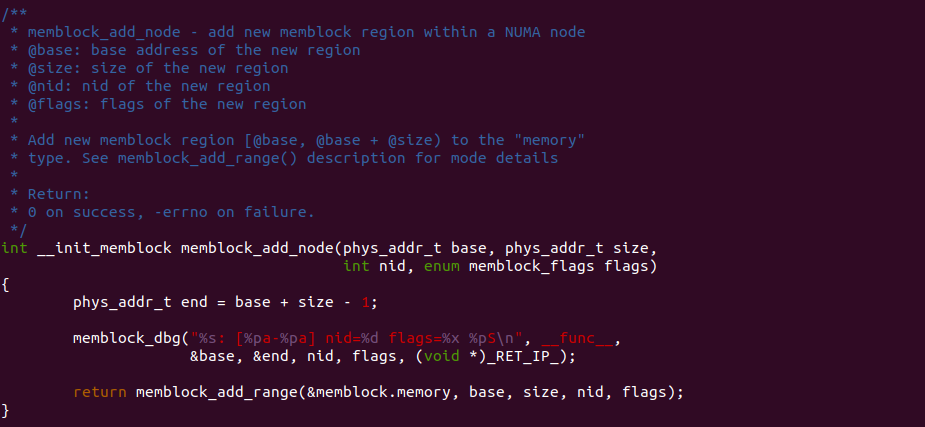 /**
 * memblock_add_node - add new memblock region within a NUMA node
 * @base: base address of the new region
 * @size: size of the new region
 * @nid: nid of the new region
 * @flags: flags of the new region
 *
 * Add new memblock region [@base, @base + @size) to the "memory"
 * type. See memblock_add_range() description for mode details
 *
 * Return:
 * 0 on success, -errno on failure.
 */
int __init_memblock memblock_add_node(phys_addr_t base, phys_addr_t size,
                                      int nid, enum memblock_flags flags)
{
        phys_addr_t end = base + size - 1;

        memblock_dbg("%s: [%pa-%pa] nid=%d flags=%x %pS\n", __func__,
                     &base, &end, nid, flags, (void *)_RET_IP_);

        return memblock_add_range(&memblock.memory, base, size, nid, flags);
}